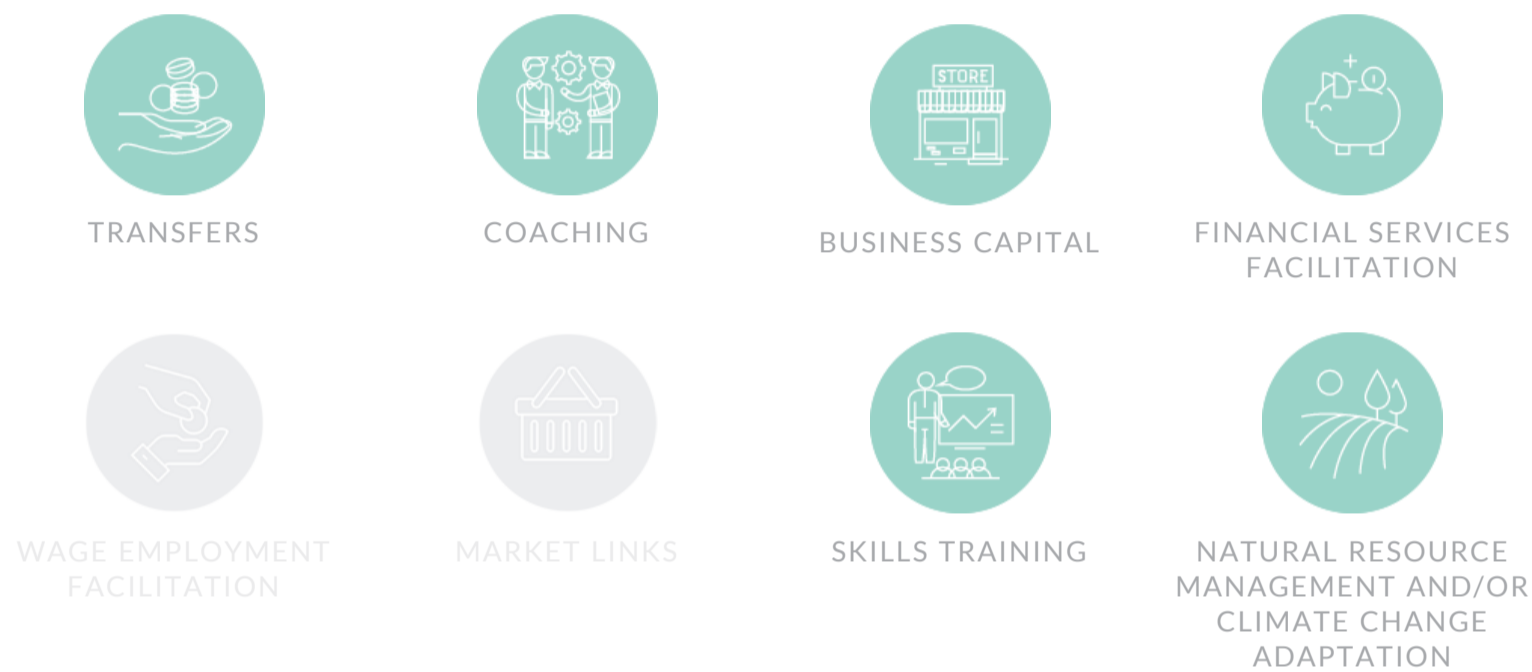 STORE
TRANSFERS
COACHING
BUSINESS CAPITAL
FINANCIAL SERVICES
FACILITATION
WAGE EMPLOYMENT
FACILITATION
MARKET LINKS
SKILLS TRAINING
NATURAL RESOURCE
MANAGEMENT AND/OR
CLIMATE CHANGE
ADAPTATION